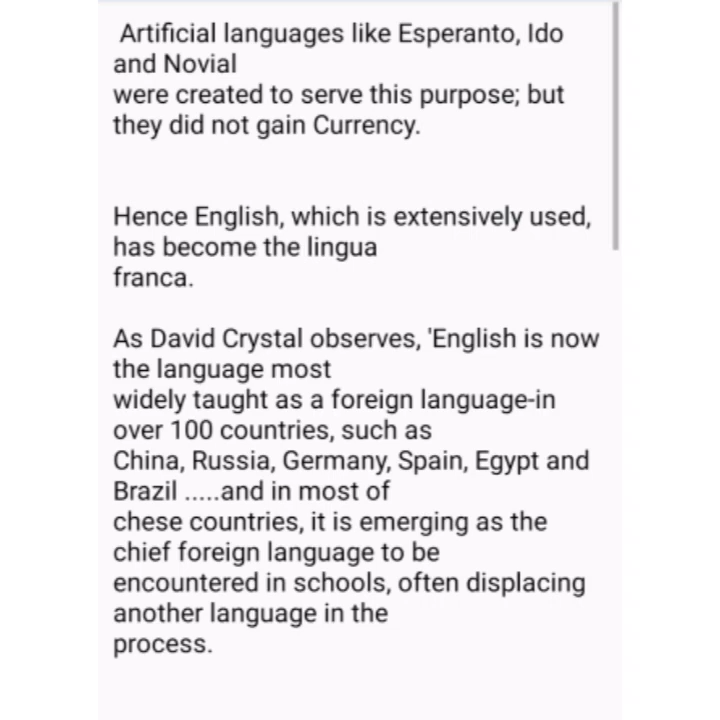 Artificial languages like Esperanto, Ido
and Novial
were created to serve this purpose; but
they did not gain Currency.
Hence English, which is extensively used,
has become the lingua
franca.
As David Crystal observes, 'English is now
the language most
widely taught as a foreign language-in
over 100 countries, such as
China, Russia, Germany, Spain, Egypt and
Brazil .....and in most of
chese countries, it is emerging as the
chief foreign language to be
encountered in schools, often displacing
another language in the
process.